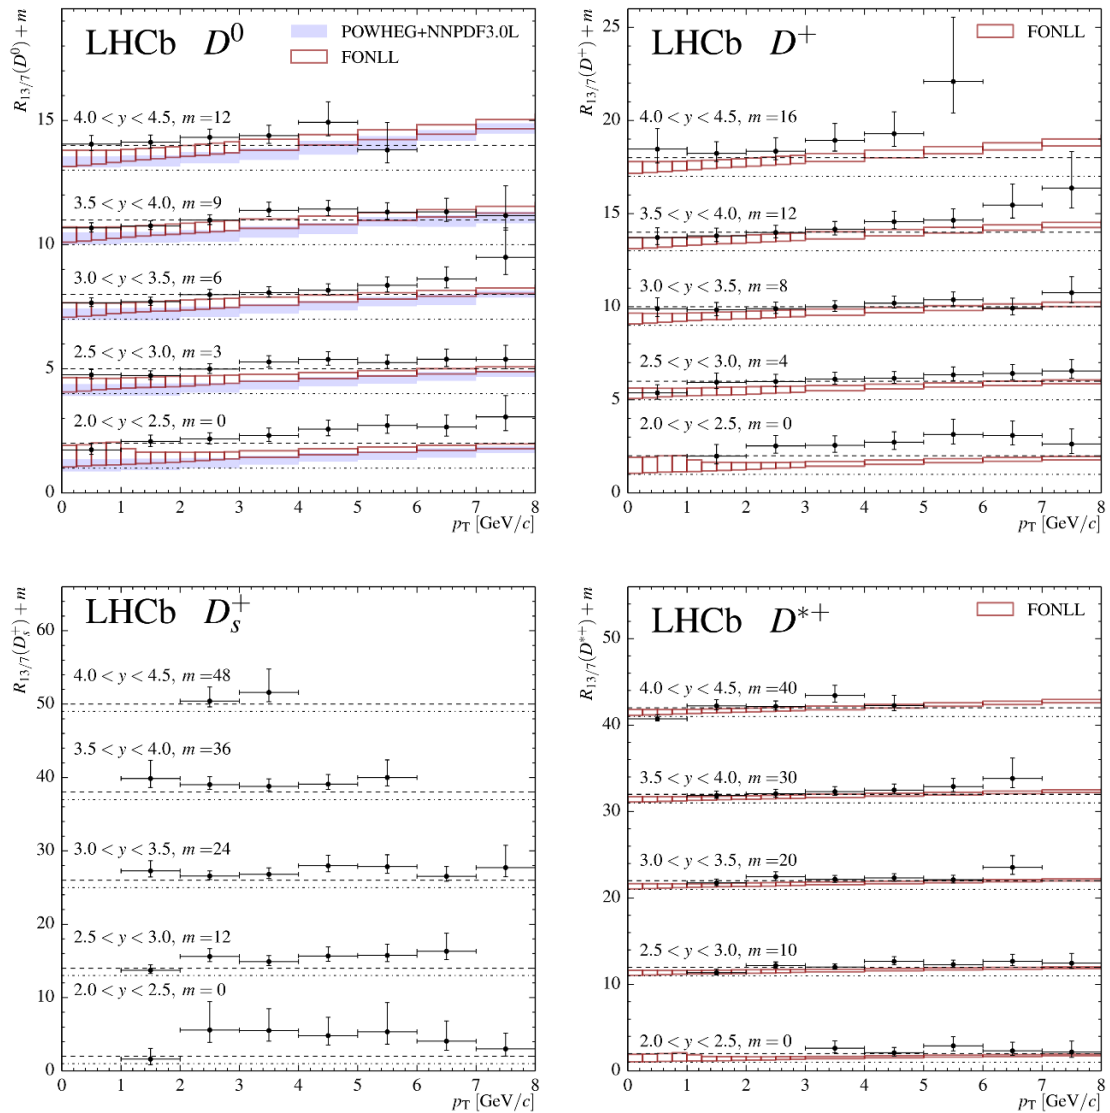 R_{13/7}(D^0) + m
LHCb D^0
POWHEG+NNPDF3.0L
FONLL
4.0 < y < 4.5, m = 12
3.5 < y < 4.0, m = 9
3.0 < y < 3.5, m = 6
2.5 < y < 3.0, m = 3
2.0 < y < 2.5, m = 0
15
10
5
0
0 1 2 3 4 5 6 7 8
p_T [GeV/c]
R_{13/7}(D^+) + m
LHCb D^+
4.0 < y < 4.5, m = 16
3.5 < y < 4.0, m = 12
3.0 < y < 3.5, m = 8
2.5 < y < 3.0, m = 4
2.0 < y < 2.5, m = 0
25
20
15
10
5
0
0 1 2 3 4 5 6 7 8
p_T [GeV/c]
R_{13/7}(D_s^+) + m
LHCb D_s^+
4.0 < y < 4.5, m = 48
3.5 < y < 4.0, m = 36
3.0 < y < 3.5, m = 24
2.5 < y < 3.0, m = 12
2.0 < y < 2.5, m = 0
60
50
40
30
20
10
0
0 1 2 3 4 5 6 7 8
p_T [GeV/c]
R_{13/7}(D^{*+}) + m
LHCb D^{*+}
FONLL
4.0 < y < 4.5, m = 40
3.5 < y < 4.0, m = 30
3.0 < y < 3.5, m = 20
2.5 < y < 3.0, m = 10
2.0 < y < 2.5, m = 0
50
40
30
20
10
0
0 1 2 3 4 5 6 7 8
p_T [GeV/c]